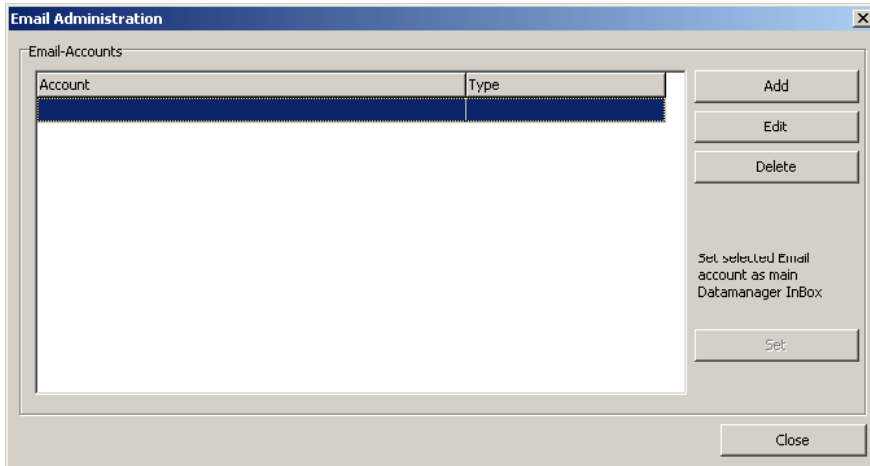 Email Administration
Email-Accounts
Account Type
Add
Edit
Delete
Set selected Email
account as main
Datamanager InBox
Set
Close